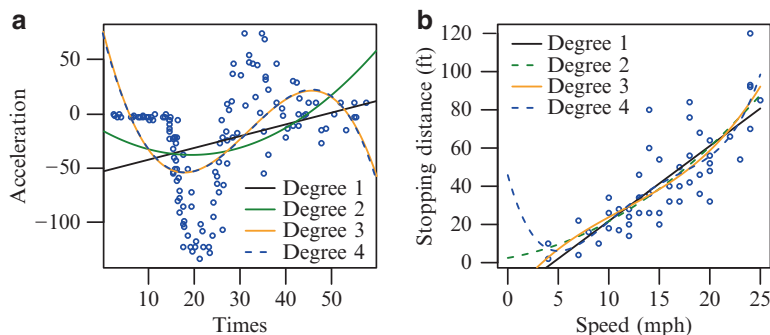 a
Acceleration
50
0
−50
−100
Degree 1
Degree 2
Degree 3
Degree 4
10 20 30 40 50
Times
b
Stopping distance (ft)
120
100
80
60
40
20
0
Degree 1
Degree 2
Degree 3
Degree 4
0 5 10 15 20 25
Speed (mph)